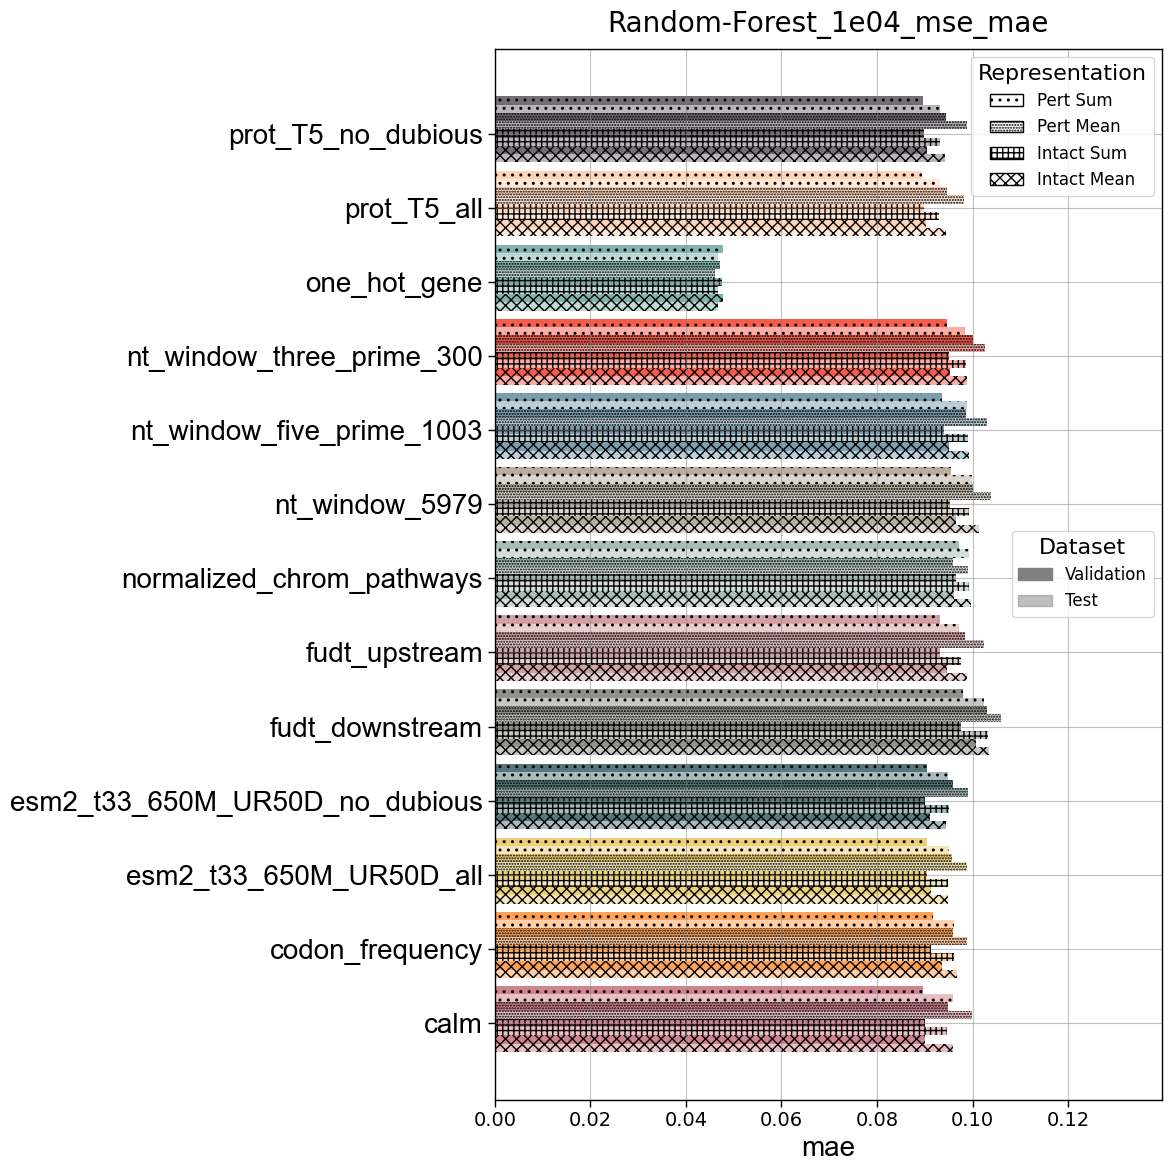 Random-Forest_1e04_mse_mae
Representation
Pert Sum
Pert Mean
Intact Sum
Intact Mean
prot_T5_no_dubious
prot_T5_all
one_hot_gene
nt_window_three_prime_300
nt_window_five_prime_1003
nt_window_5979
Dataset
Validation
Test
normalized_chrom_pathways
fudt_upstream
fudt_downstream
esm2_t33_650M_UR50D_no_dubious
esm2_t33_650M_UR50D_all
codon_frequency
calm
0.00 0.02 0.04 0.06 0.08 0.10 0.12
mae